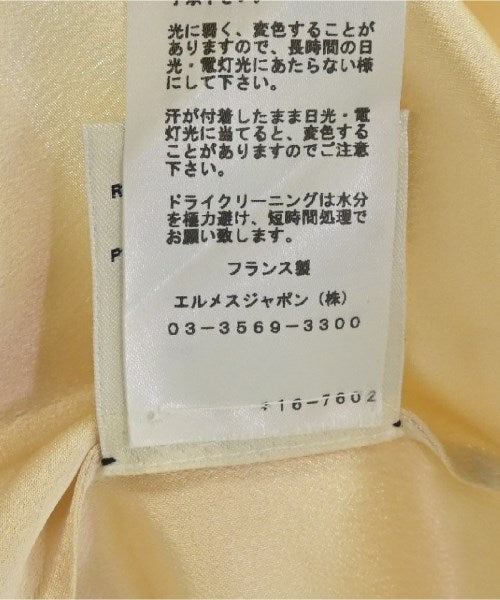 下さい。
光に弱く、変色することが
ありますので、長時間の日
光・電灯光にあたらない様
にして下さい。
汗が付着したまま日光・電
灯光に当てると、変色する
ことがありますのでご注意
下さい。
ドライクリーニングは水分
を極力避け、短時間処理で
お願い致します。
R
P
フランス製
エルメスジャポン（株）
03-3569-3300
16-7602